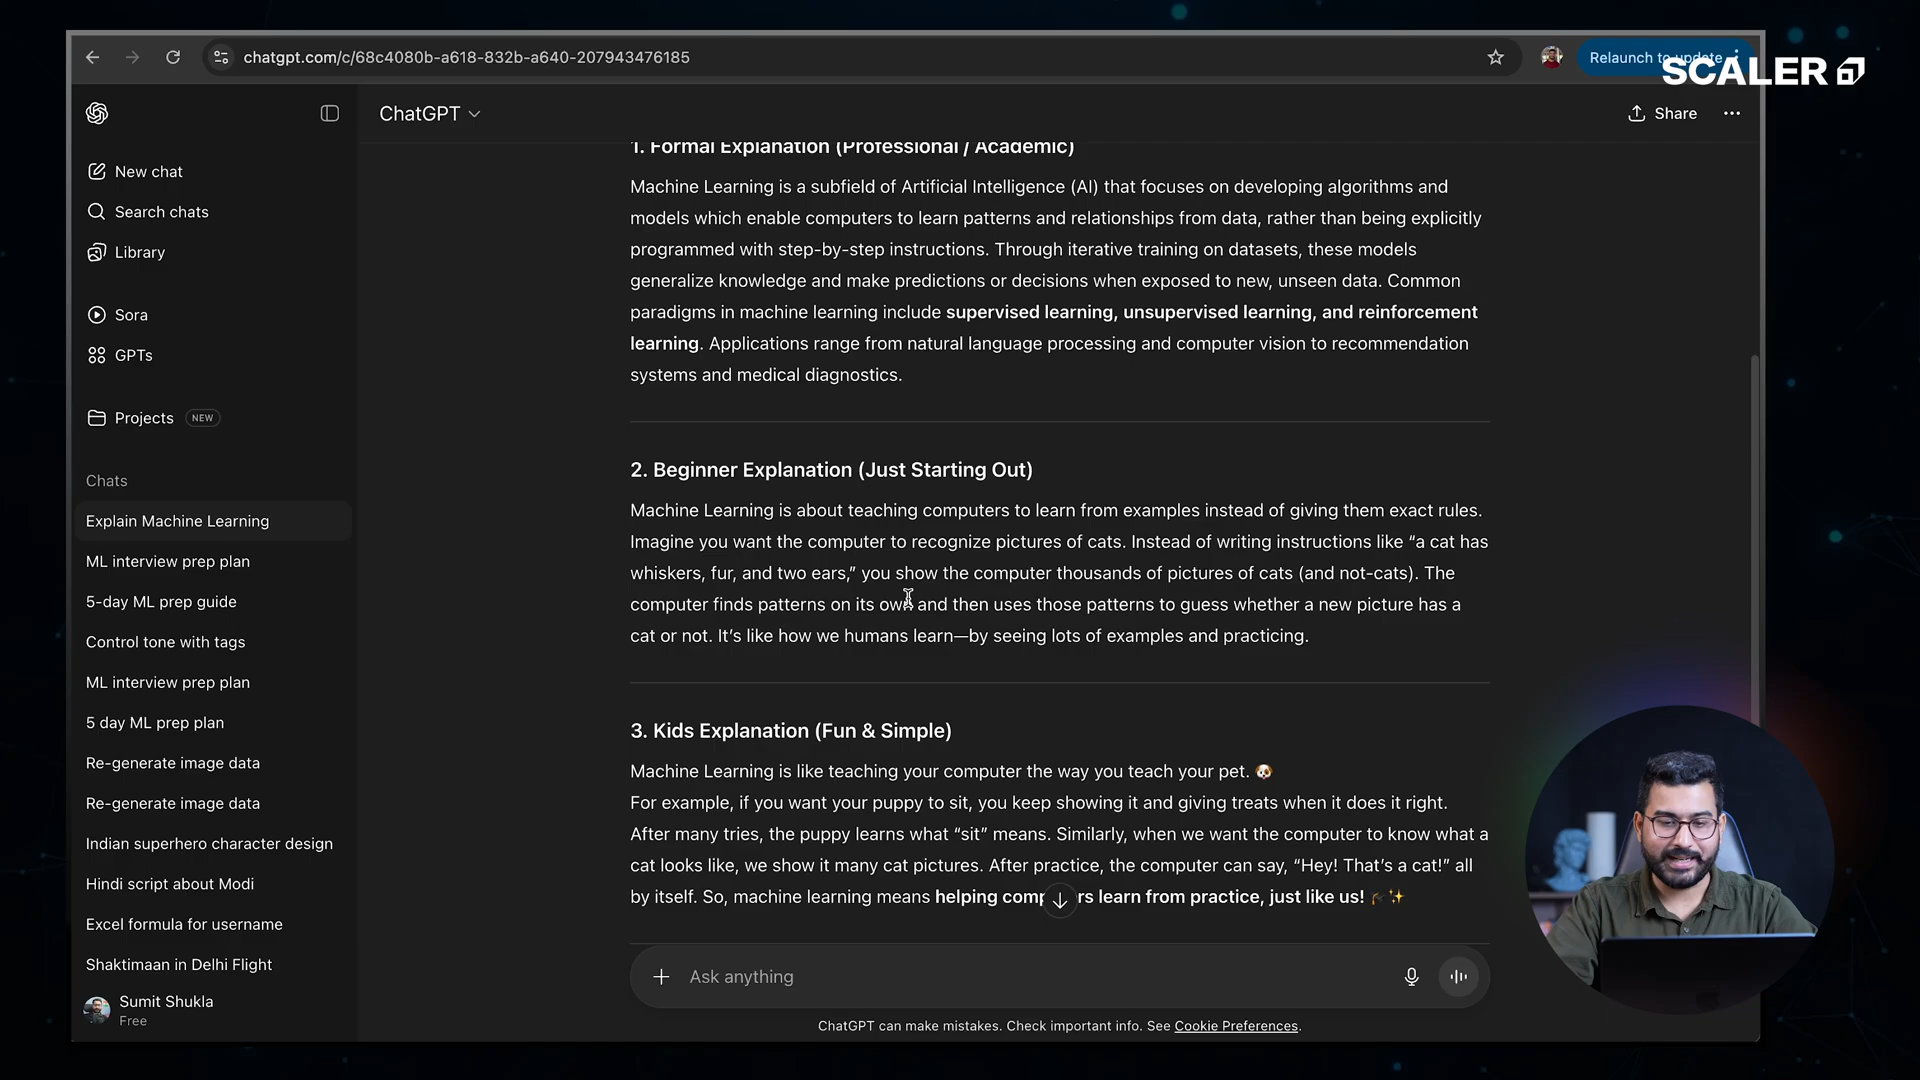 chatgpt.com/c/68c4080b-a618-832b-a640-207943476185
Relaunch to update
SCALER
ChatGPT
Share
New chat
Search chats
Library
Sora
GPTs
Projects NEW
Chats
Explain Machine Learning
ML interview prep plan
5-day ML prep guide
Control tone with tags
ML interview prep plan
5 day ML prep plan
Re-generate image data
Re-generate image data
Indian superhero character design
Hindi script about Modi
Excel formula for username
Shaktimaan in Delhi Flight
Sumit Shukla
Free
1. Formal Explanation (Professional / Academic)
Machine Learning is a subfield of Artificial Intelligence (AI) that focuses on developing algorithms and
models which enable computers to learn patterns and relationships from data, rather than being explicitly
programmed with step-by-step instructions. Through iterative training on datasets, these models
generalize knowledge and make predictions or decisions when exposed to new, unseen data. Common
paradigms in machine learning include supervised learning, unsupervised learning, and reinforcement
learning. Applications range from natural language processing and computer vision to recommendation
systems and medical diagnostics.
2. Beginner Explanation (Just Starting Out)
Machine Learning is about teaching computers to learn from examples instead of giving them exact rules.
Imagine you want the computer to recognize pictures of cats. Instead of writing instructions like “a cat has
whiskers, fur, and two ears,” you show the computer thousands of pictures of cats (and not-cats). The
computer finds patterns on its own and then uses those patterns to guess whether a new picture has a
cat or not. It’s like how we humans learn—by seeing lots of examples and practicing.
3. Kids Explanation (Fun & Simple)
Machine Learning is like teaching your computer the way you teach your pet. 🐶
For example, if you want your puppy to sit, you keep showing it and giving treats when it does it right.
After many tries, the puppy learns what “sit” means. Similarly, when we want the computer to know what a
cat looks like, we show it many cat pictures. After practice, the computer can say, “Hey! That’s a cat!” all
by itself. So, machine learning means helping computers learn from practice, just like us! 🎓✨
Ask anything
ChatGPT can make mistakes. Check important info. See Cookie Preferences.